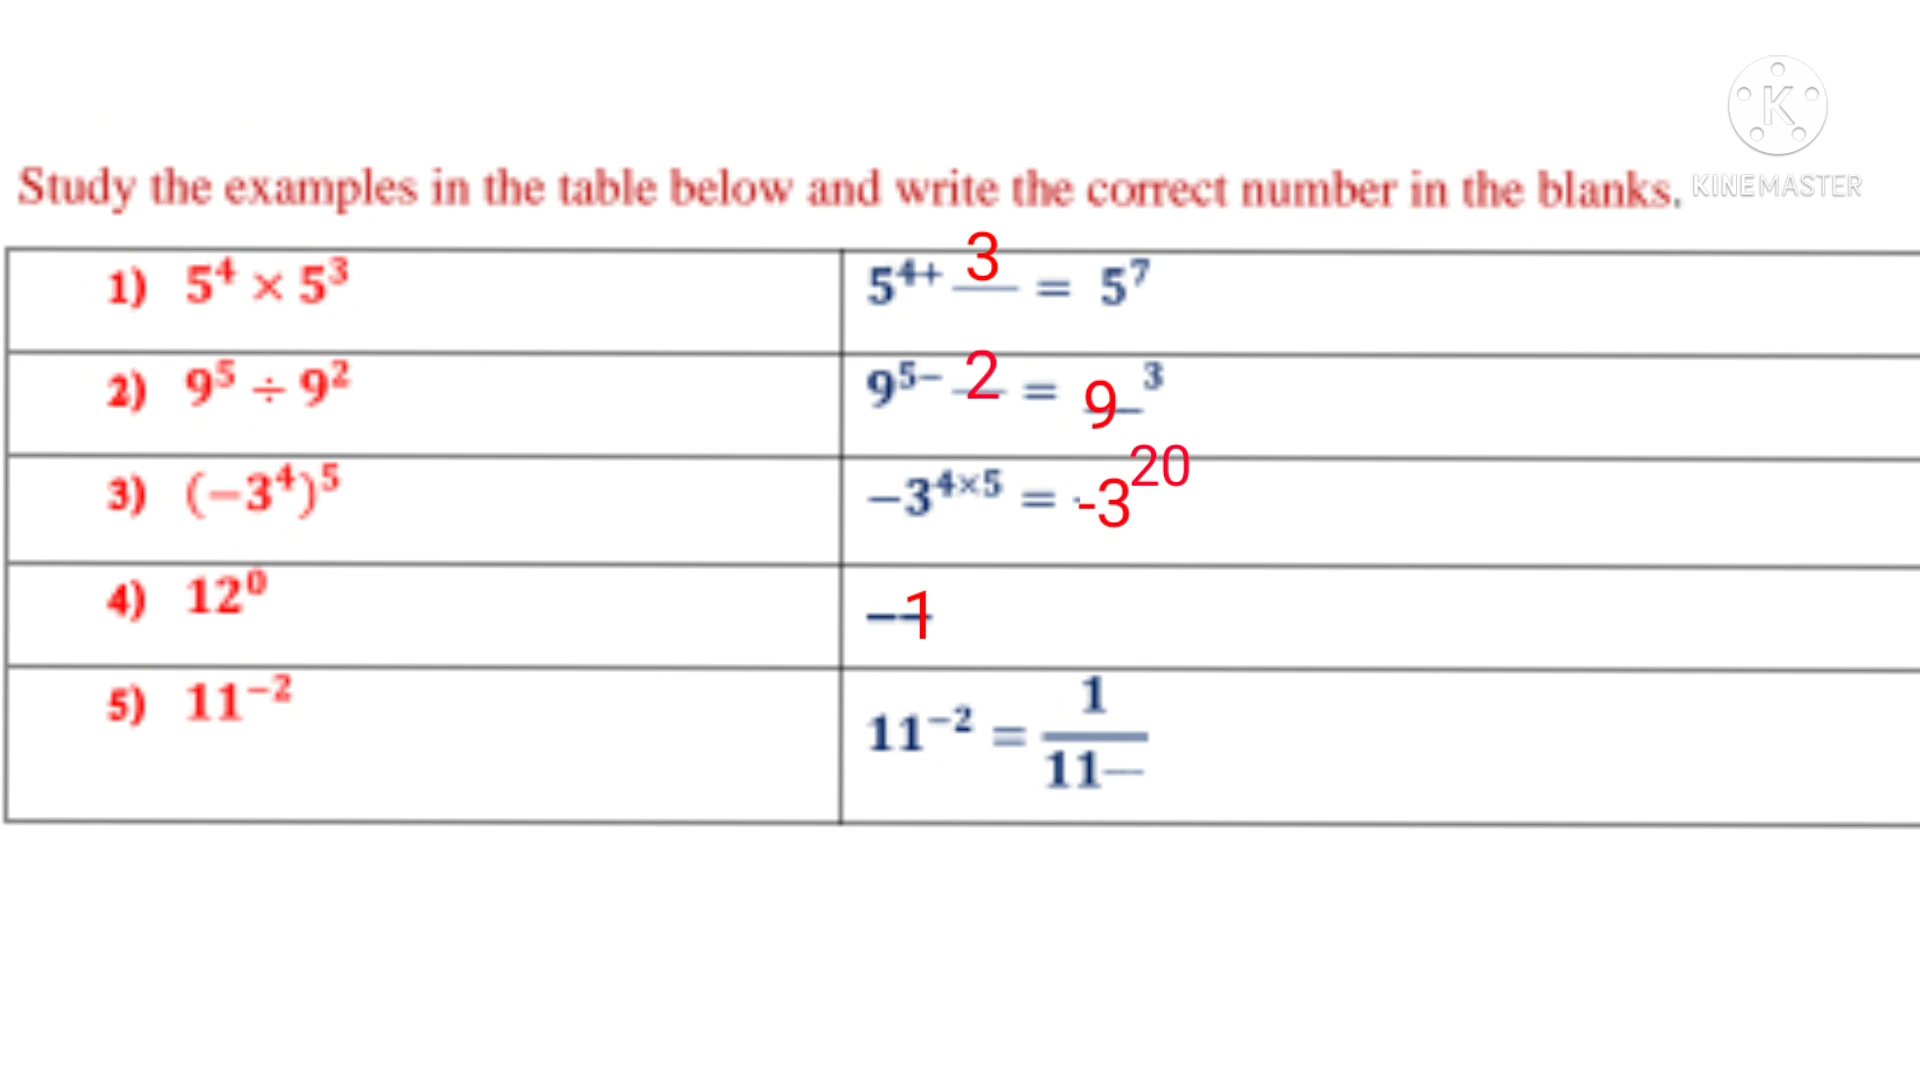 K
KINEMASTER
Study the examples in the table below and write the correct number in the blanks.
1) 5⁴ × 5³
5⁴⁺ 3 = 5⁷
2) 9⁵ ÷ 9²
9⁵⁻ 2 = 9 ³
3) (−3⁴)⁵
−3⁴ˣ⁵ = -3²⁰
4) 12⁰
1
5) 11⁻²
11⁻² = 1
11—